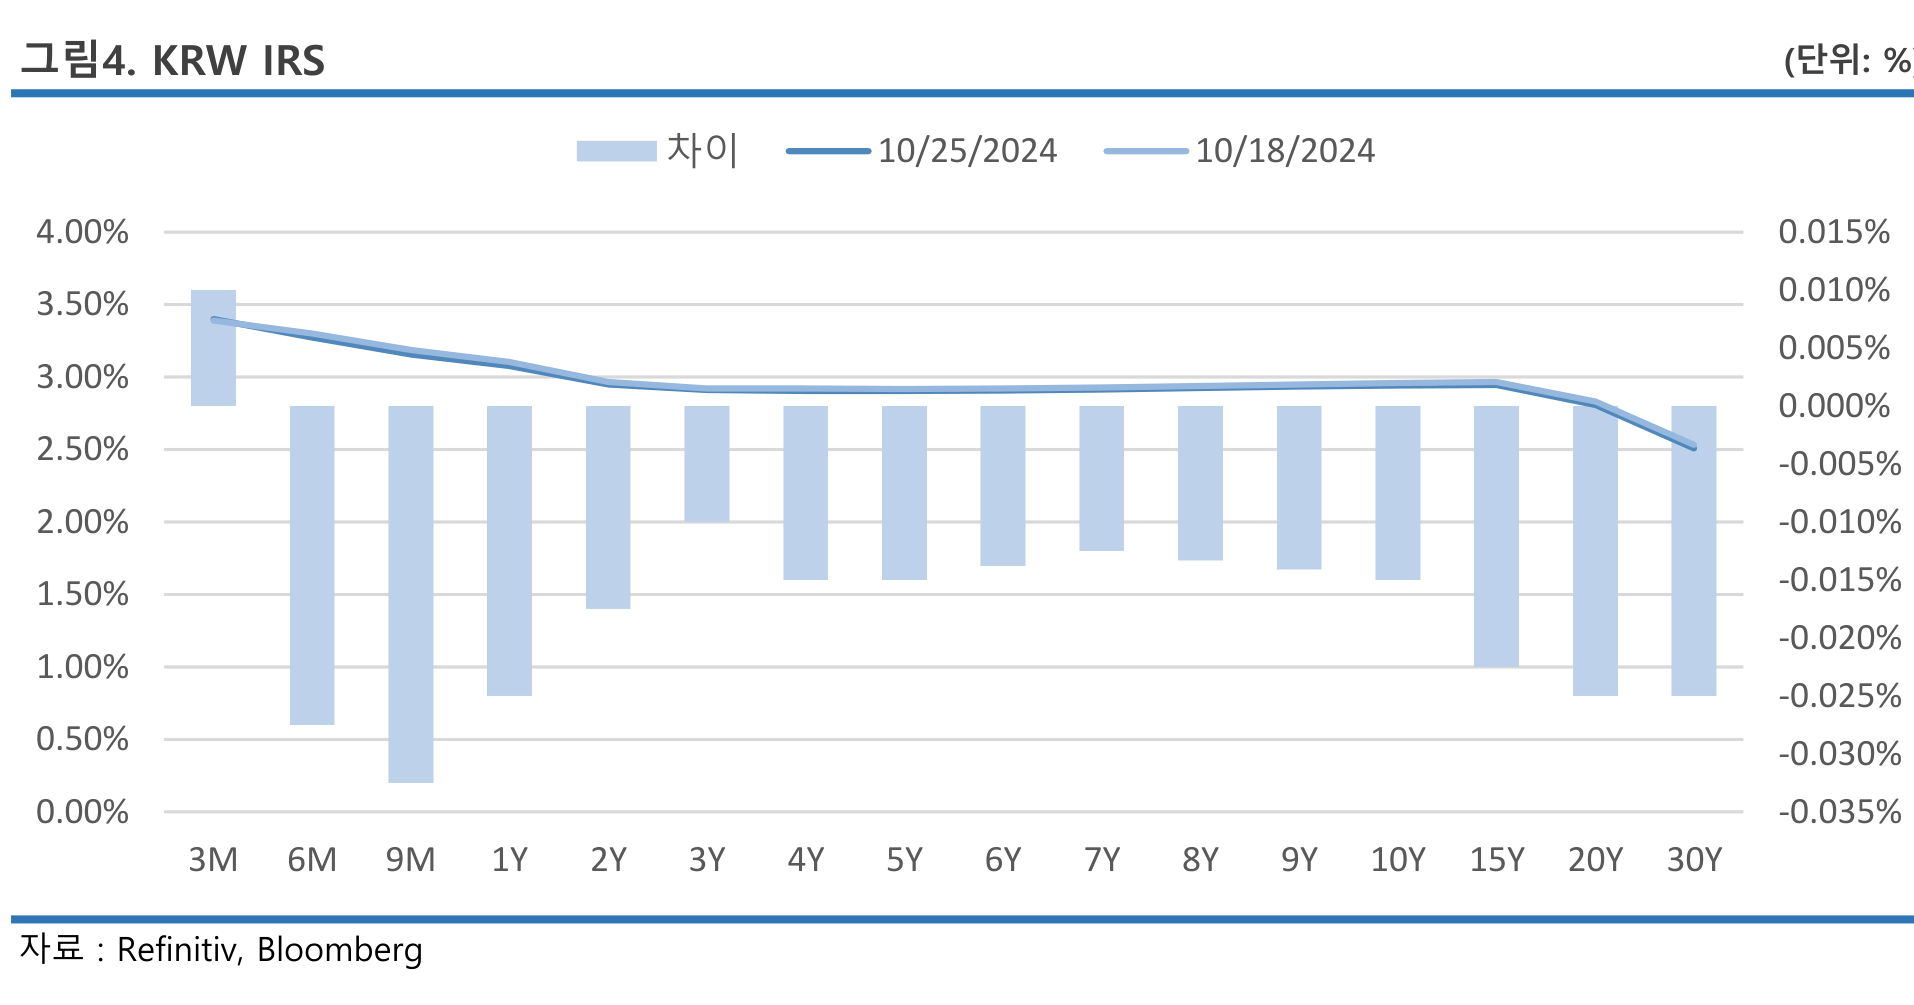 그림4. KRW IRS (단위: %)
차이 10/25/2024 10/18/2024
4.00% 0.015%
3.50% 0.010%
3.00% 0.005%
2.50% 0.000%
2.00% -0.005%
1.50% -0.010%
1.00% -0.015%
0.50% -0.020%
0.00% -0.025%
-0.030%
-0.035%
3M 6M 9M 1Y 2Y 3Y 4Y 5Y 6Y 7Y 8Y 9Y 10Y 15Y 20Y 30Y
자료 : Refinitiv, Bloomberg